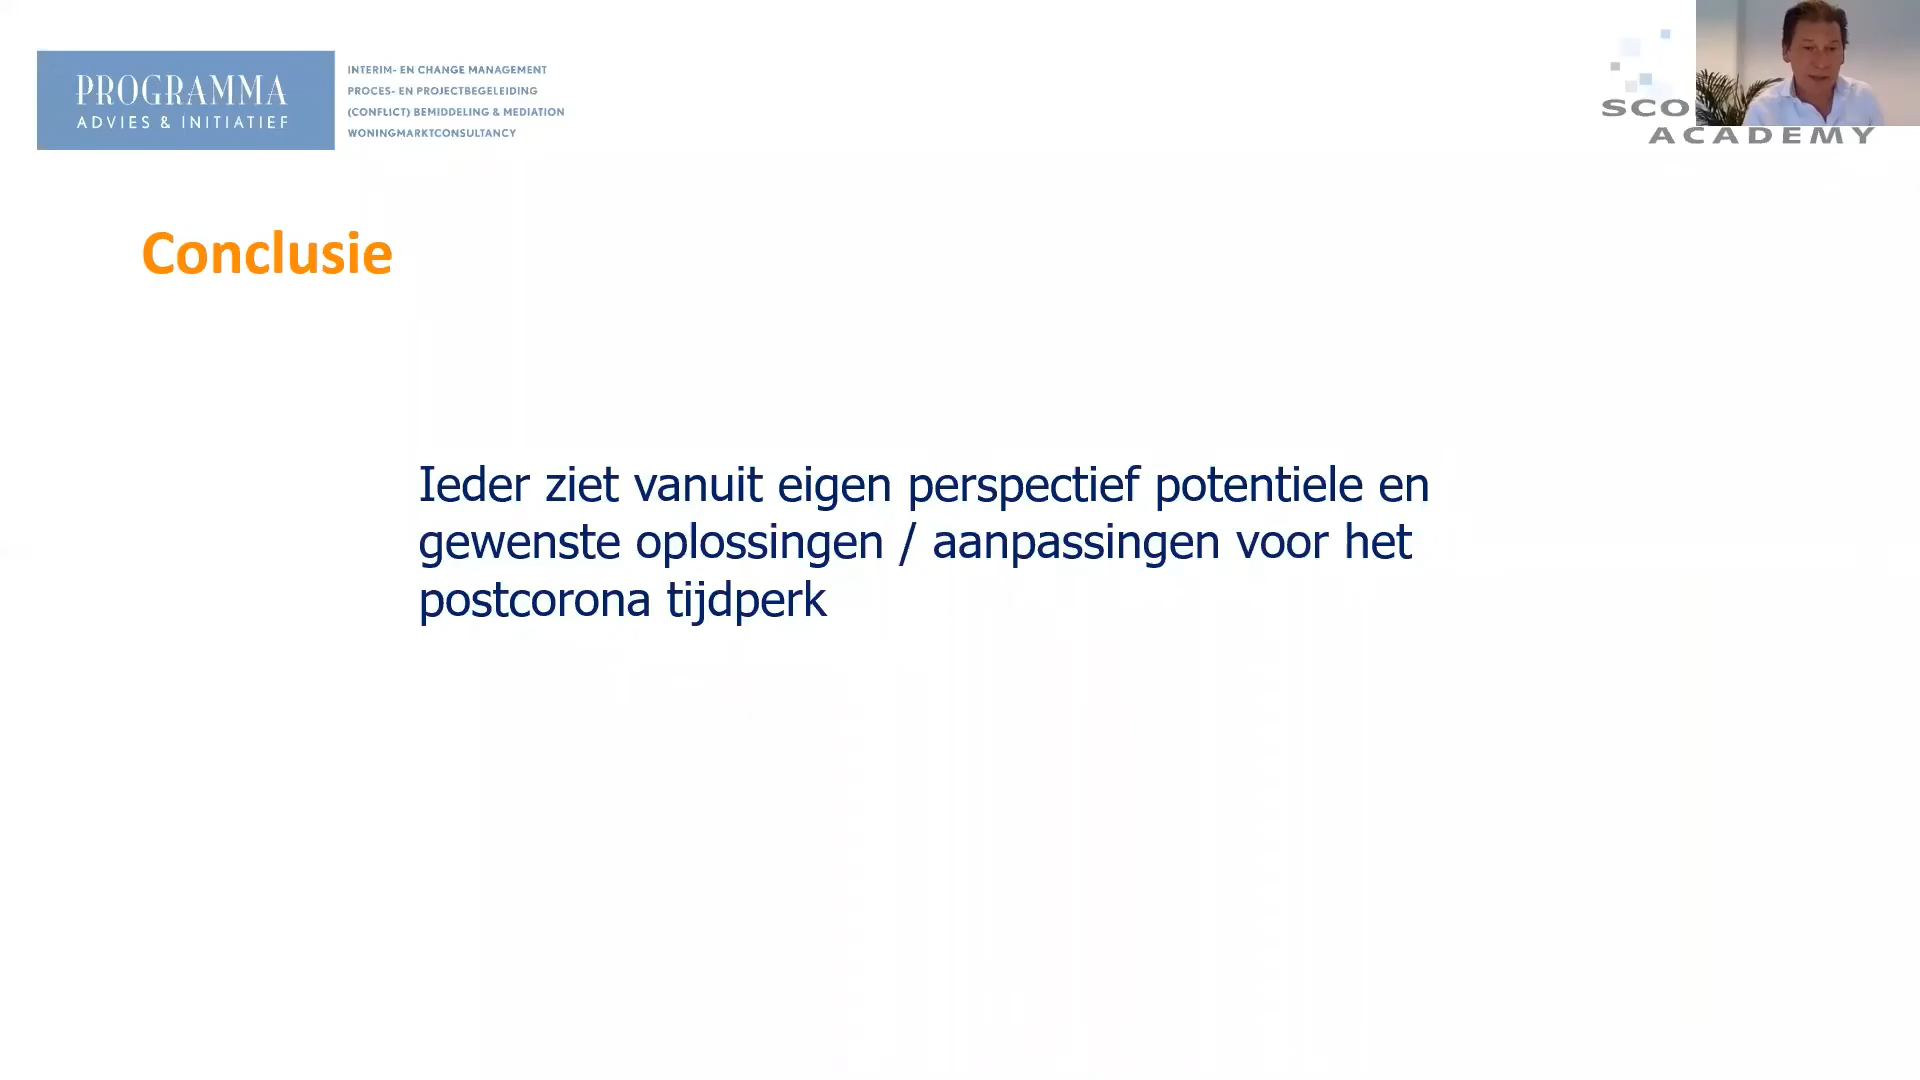 PROGRAMMA
ADVIES & INITIATIEF
INTERIM- EN CHANGE MANAGEMENT
PROCES- EN PROJECTBEGELEIDING
(CONFLICT) BEMIDDELING & MEDIATION
WONINGMARKTCONSULTANCY
SCO
ACADEMY
Conclusie
Ieder ziet vanuit eigen perspectief potentiele en
gewenste oplossingen / aanpassingen voor het
postcorona tijdperk